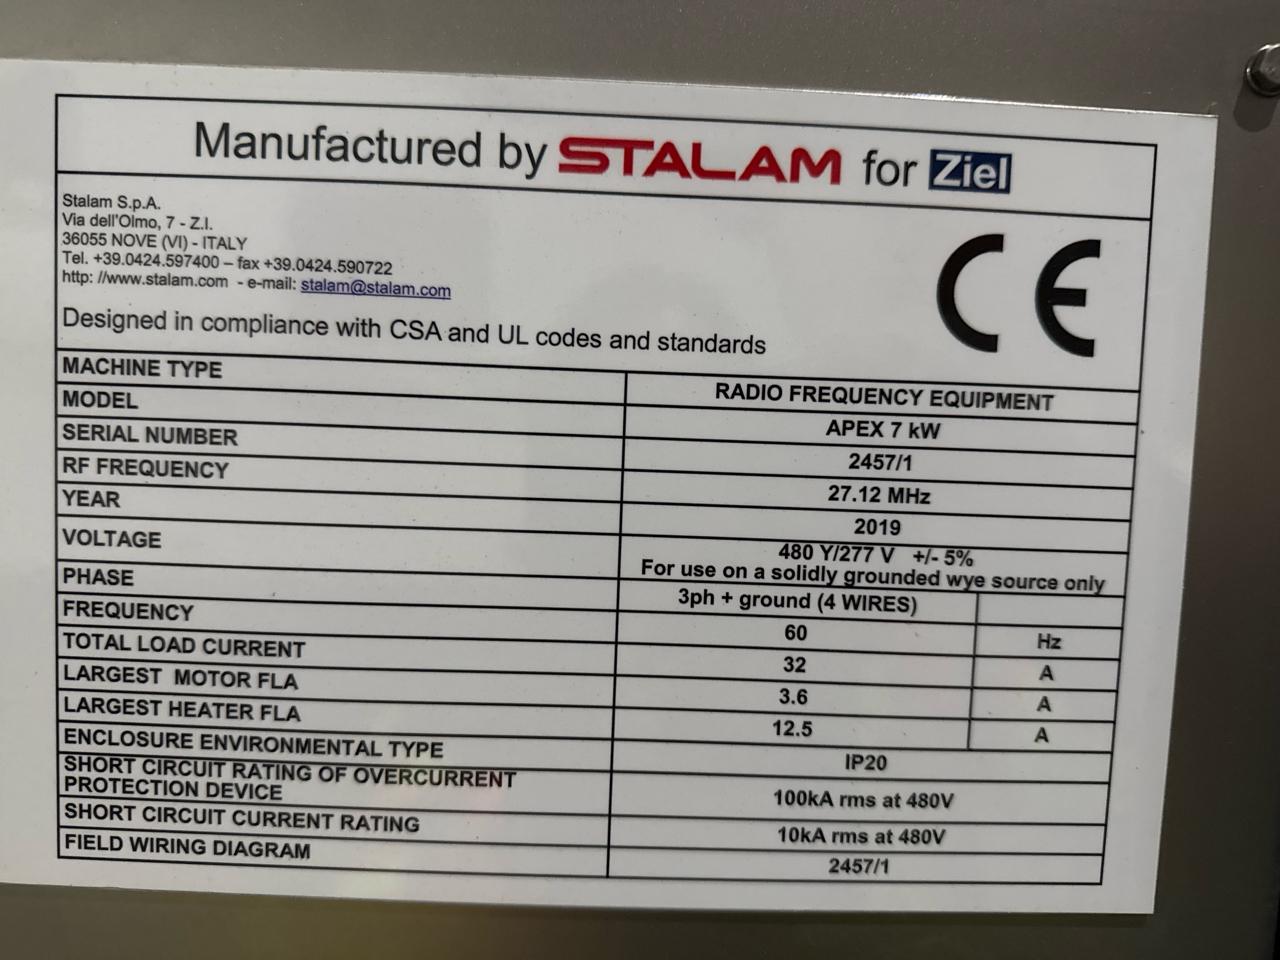 Manufactured by STALAM for Ziel
Stalam S.p.A.
Via dell'Olmo, 7 - Z.I.
36055 NOVE (VI) - ITALY
Tel. +39.0424.597400 – fax +39.0424.590722
http: //www.stalam.com - e-mail: stalam@stalam.com
CE
Designed in compliance with CSA and UL codes and standards
MACHINE TYPE RADIO FREQUENCY EQUIPMENT
MODEL APEX 7 kW
SERIAL NUMBER 2457/1
RF FREQUENCY 27.12 MHz
YEAR 2019
VOLTAGE 480 Y/277 V +/- 5%
For use on a solidly grounded wye source only
PHASE 3ph + ground (4 WIRES)
FREQUENCY 60 Hz
TOTAL LOAD CURRENT 32 A
LARGEST MOTOR FLA 3.6 A
LARGEST HEATER FLA 12.5 A
ENCLOSURE ENVIRONMENTAL TYPE IP20
SHORT CIRCUIT RATING OF OVERCURRENT
PROTECTION DEVICE 100kA rms at 480V
SHORT CIRCUIT CURRENT RATING 10kA rms at 480V
FIELD WIRING DIAGRAM 2457/1